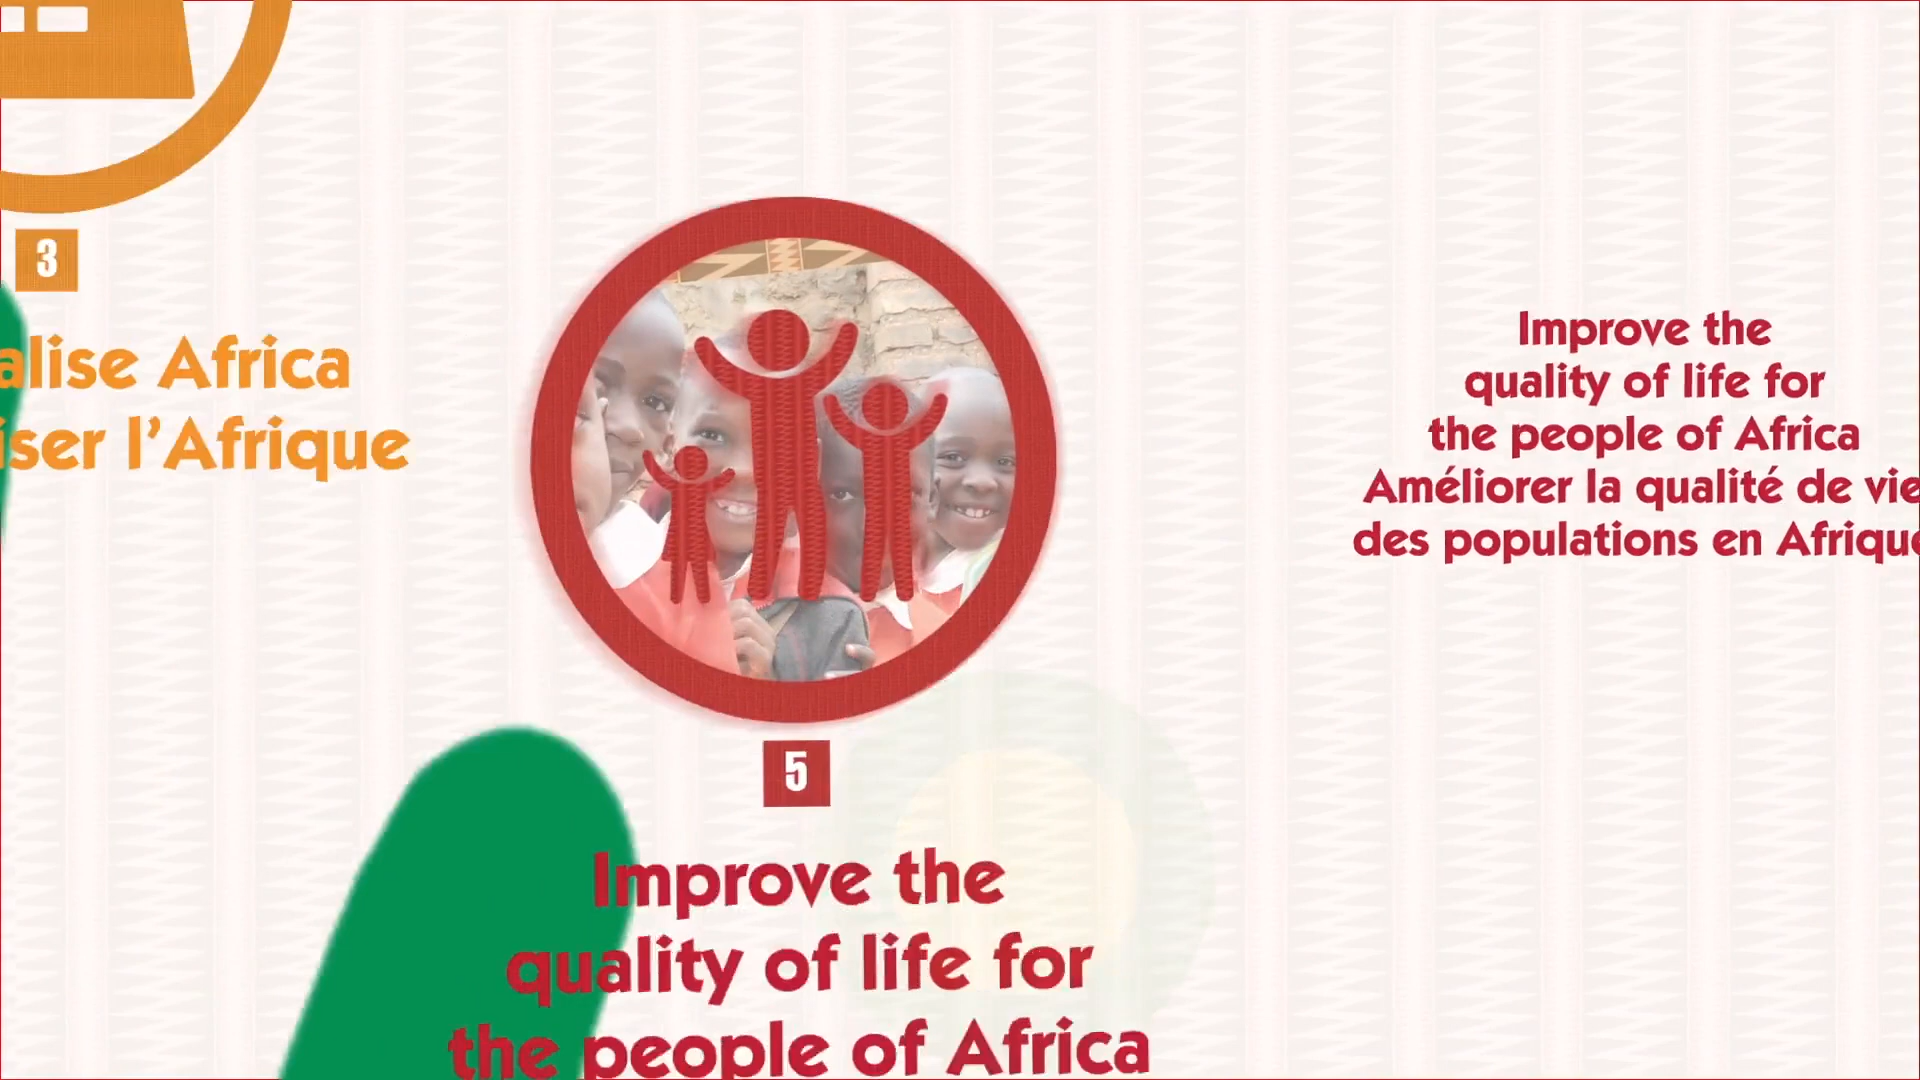 3
alise Africa
iser l'Afrique
5
Improve the
quality of life for
the people of Africa
Improve the
quality of life for
the people of Africa
Améliorer la qualité de vie
des populations en Afrique